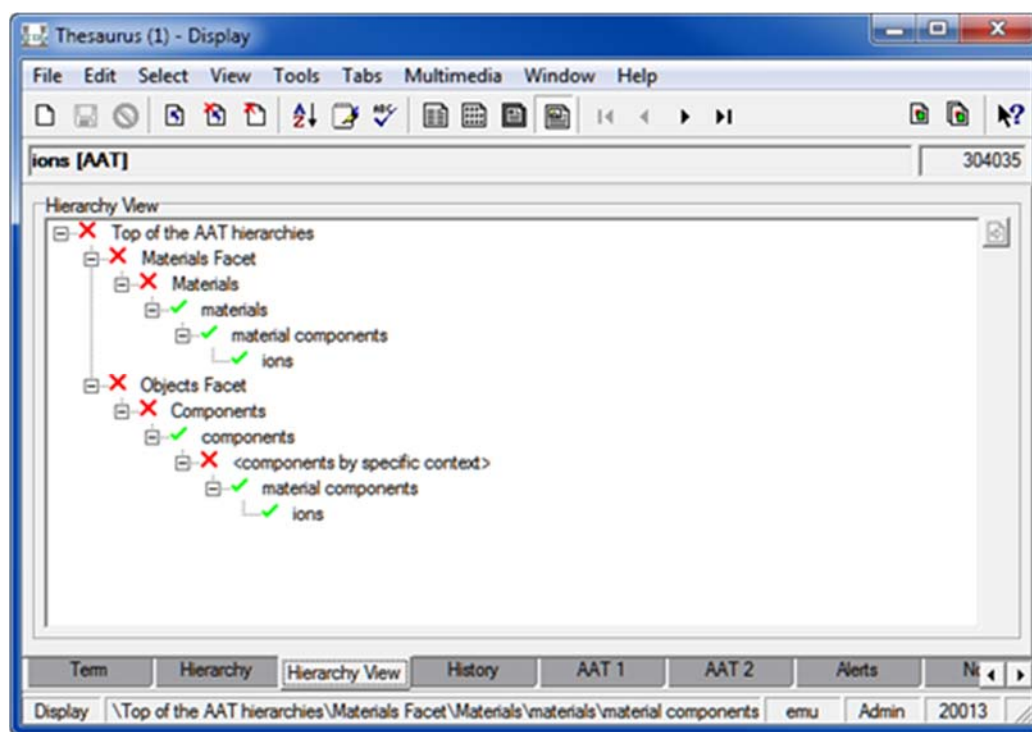 Thesaurus (1) - Display
File Edit Select View Tools Tabs Multimedia Window Help
ions [AAT] 304035
Hierarchy View
Top of the AAT hierarchies
Materials Facet
Materials
materials
material components
ions
Objects Facet
Components
components
<components by specific context>
material components
ions
Term Hierarchy Hierarchy View History AAT 1 AAT 2 Alerts
Display \Top of the AAT hierarchies\Materials Facet\Materials\materials\material components emu Admin 20013